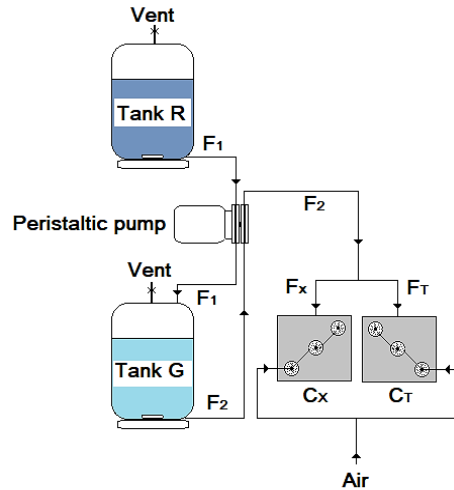 Vent
Tank R
F1
F2
Peristaltic pump
Vent
F1
Fx
FT
Tank G
F2
Cx
CT
Air